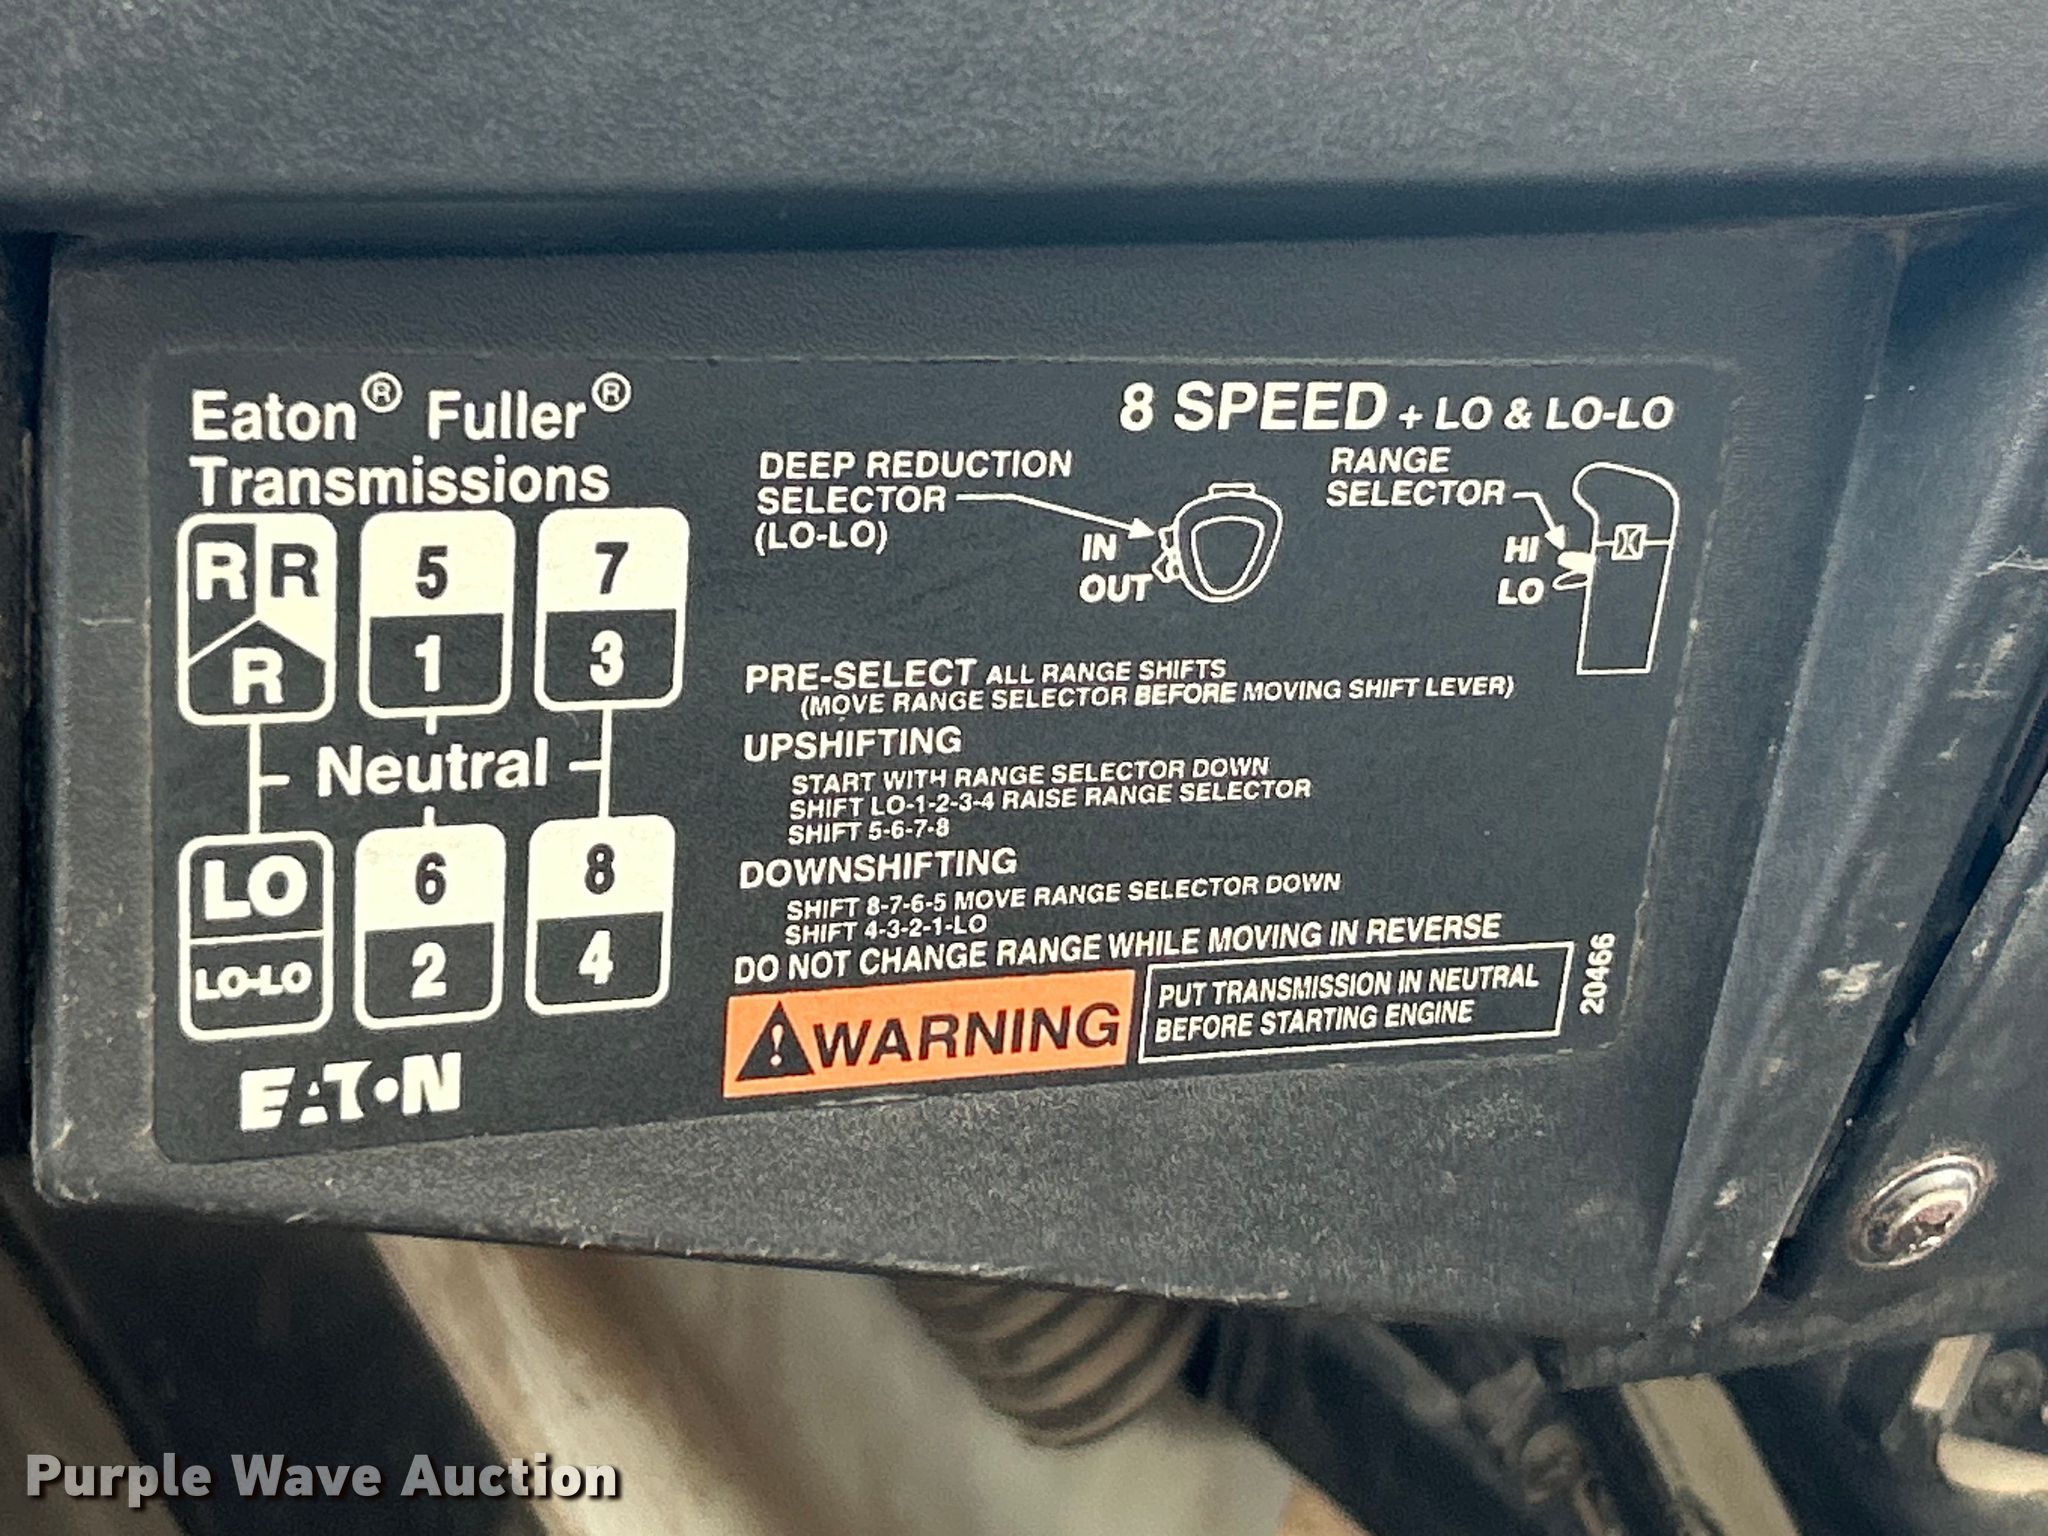 Eaton® Fuller®
Transmissions
R R
R
5
1
7
3
Neutral
LO
LO-LO
6
2
8
4
EATON
8 SPEED + LO & LO-LO
DEEP REDUCTION
SELECTOR
(LO-LO)
IN
OUT
RANGE
SELECTOR
HI
LO
PRE-SELECT ALL RANGE SHIFTS
(MOVE RANGE SELECTOR BEFORE MOVING SHIFT LEVER)
UPSHIFTING
START WITH RANGE SELECTOR DOWN
SHIFT LO-1-2-3-4 RAISE RANGE SELECTOR
SHIFT 5-6-7-8
DOWNSHIFTING
SHIFT 8-7-6-5 MOVE RANGE SELECTOR DOWN
SHIFT 4-3-2-1-LO
DO NOT CHANGE RANGE WHILE MOVING IN REVERSE
WARNING
PUT TRANSMISSION IN NEUTRAL
BEFORE STARTING ENGINE
20466
Purple Wave Auction